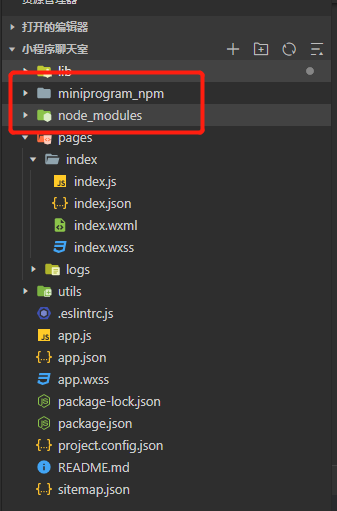 资源管理器
打开的编辑器
小程序聊天室
lib
miniprogram_npm
node_modules
pages
index
index.js
index.json
index.wxml
index.wxss
logs
utils
.eslintrc.js
app.js
app.json
app.wxss
package-lock.json
package.json
project.config.json
README.md
sitemap.json